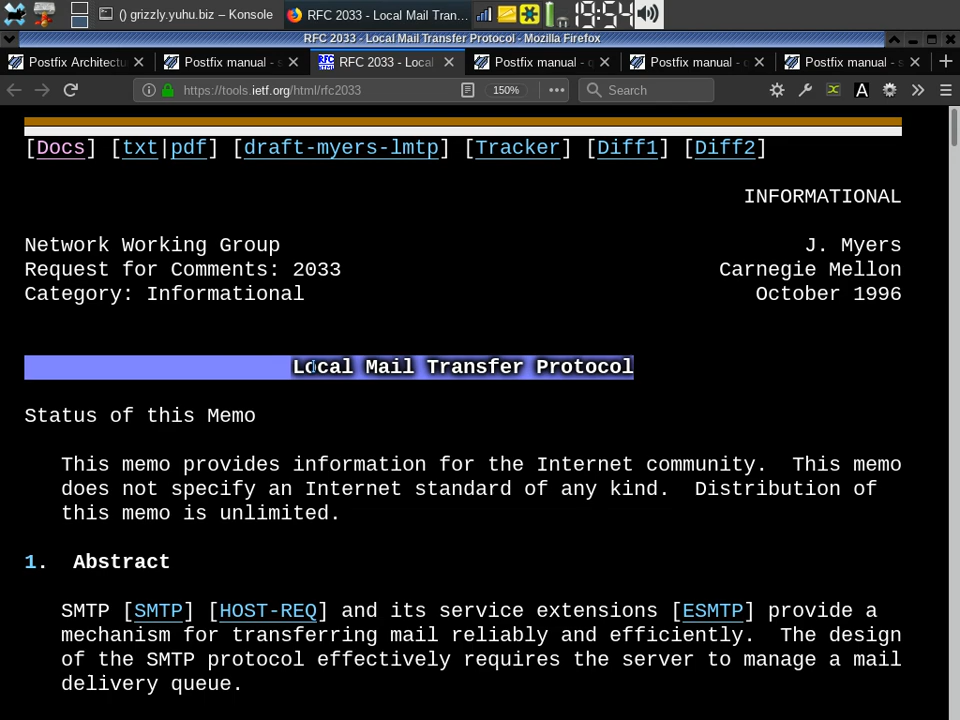 () grizzly.yuhu.biz – Konsole
RFC 2033 - Local Mail Tran...
19:54
RFC 2033 - Local Mail Transfer Protocol - Mozilla Firefox
Postfix Architectu
Postfix manual - s
RFC 2033 - Local
Postfix manual - q
Postfix manual - c
Postfix manual - s
https://tools.ietf.org/html/rfc2033
150%
Search
A
[Docs] [txt|pdf] [draft-myers-lmtp] [Tracker] [Diff1] [Diff2]
INFORMATIONAL
Network Working Group J. Myers
Request for Comments: 2033 Carnegie Mellon
Category: Informational October 1996
Local Mail Transfer Protocol
Status of this Memo
This memo provides information for the Internet community. This memo
does not specify an Internet standard of any kind. Distribution of
this memo is unlimited.
1. Abstract
SMTP [SMTP] [HOST-REQ] and its service extensions [ESMTP] provide a
mechanism for transferring mail reliably and efficiently. The design
of the SMTP protocol effectively requires the server to manage a mail
delivery queue.